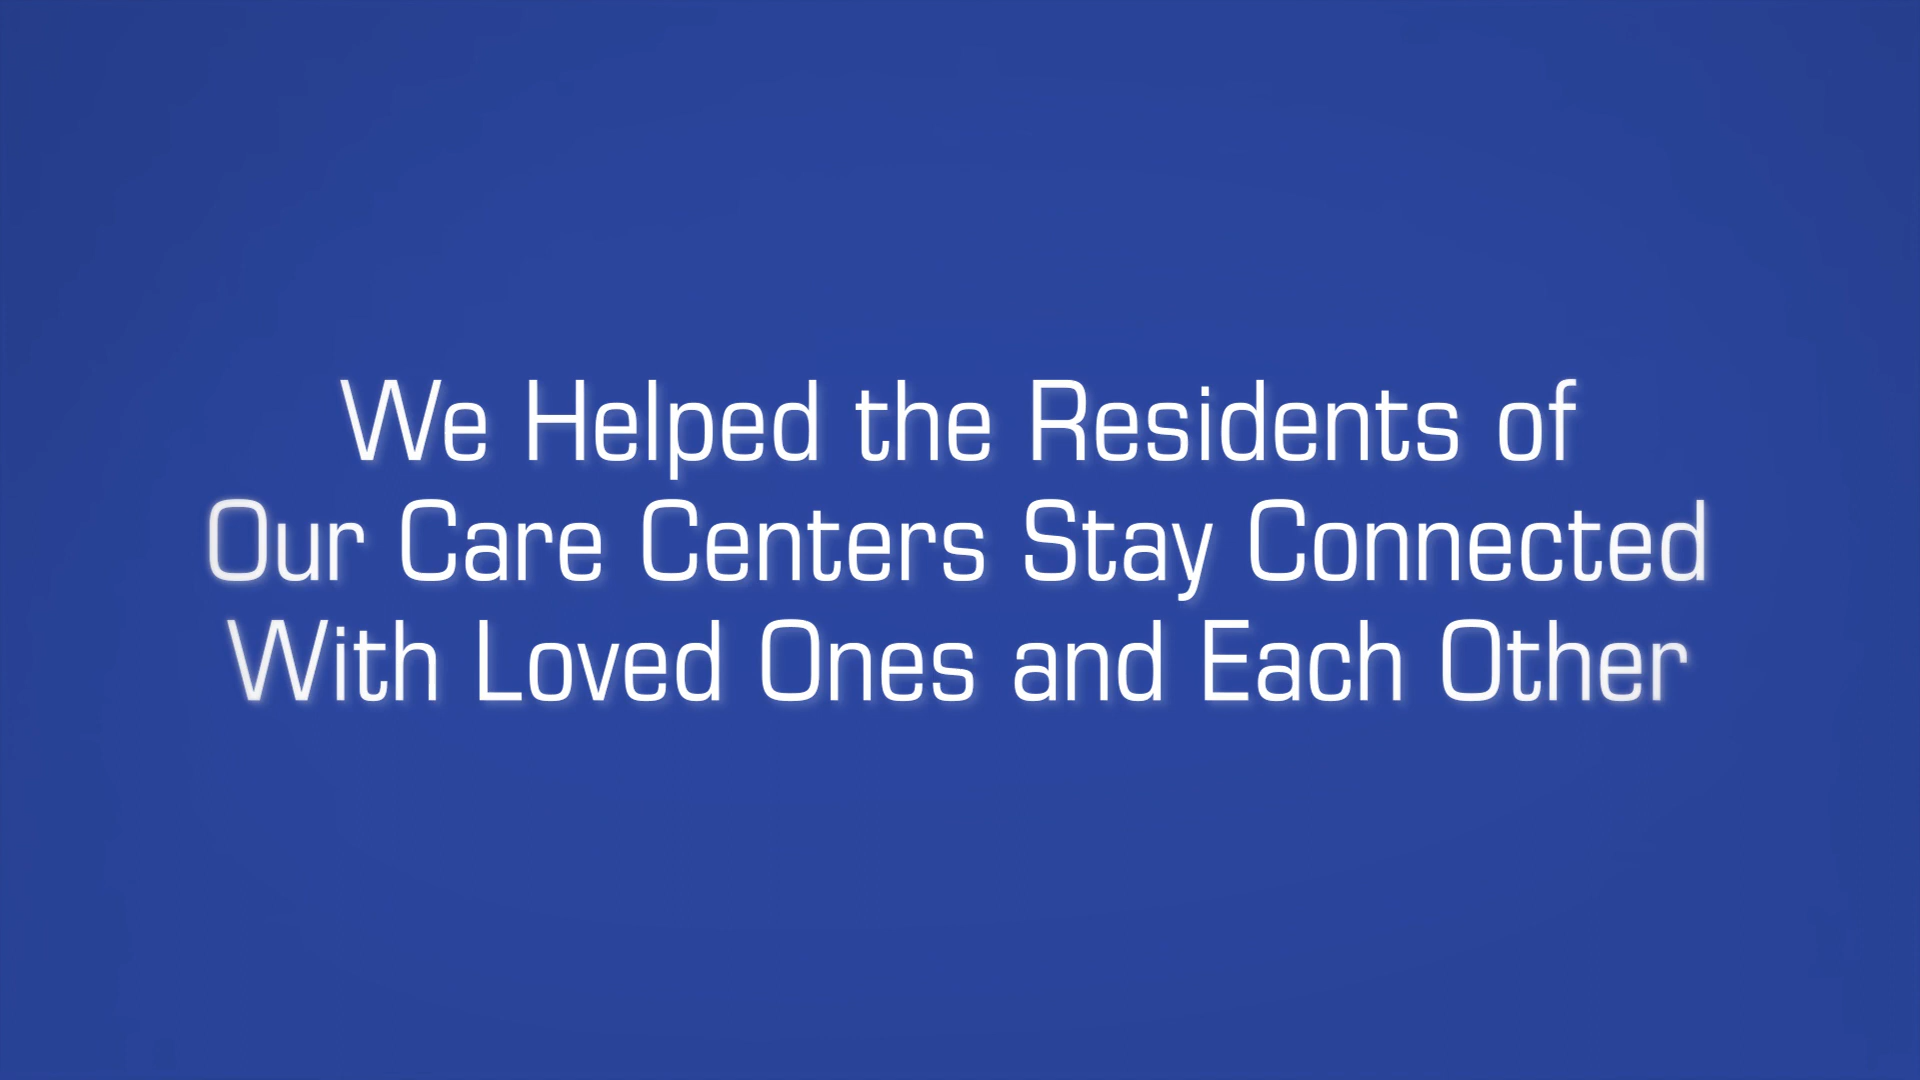 We Helped the Residents of
Our Care Centers Stay Connected
With Loved Ones and Each Other